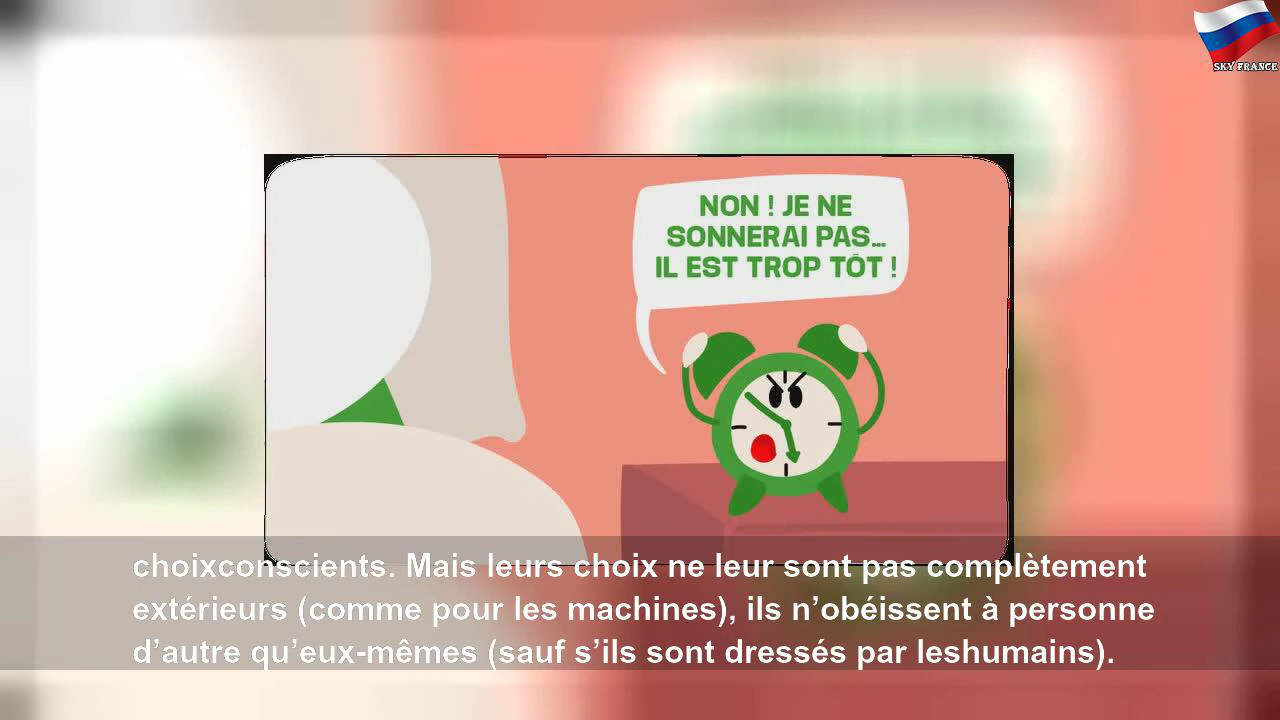 SKY FRANCE
NON ! JE NE
SONNERAI PAS...
IL EST TROP TÔT !
choixconscients. Mais leurs choix ne leur sont pas complètement
extérieurs (comme pour les machines), ils n’obéissent à personne
d’autre qu’eux-mêmes (sauf s’ils sont dressés par leshumains).